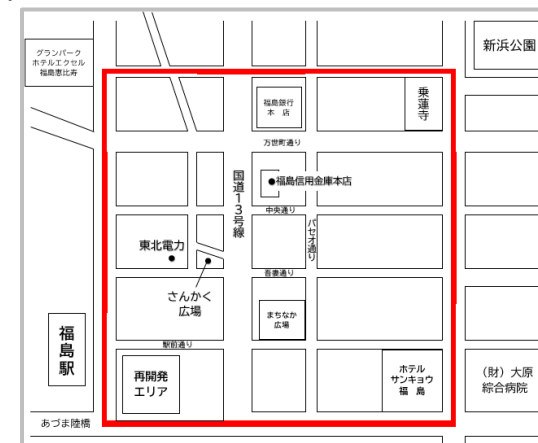 グランパーク
ホテルエクセル
福島恵比寿
新浜公園
福島銀行
本 店
乗蓮寺
万世町通り
国道13号線
●福島信用金庫本店
中央通り
パセオ通り
東北電力
吾妻通り
さんかく
広場
まちなか
広場
福島駅
駅前通り
再開発
エリア
ホテル
サンキョウ
福 島
(財)大原
綜合病院
あづま陸橋